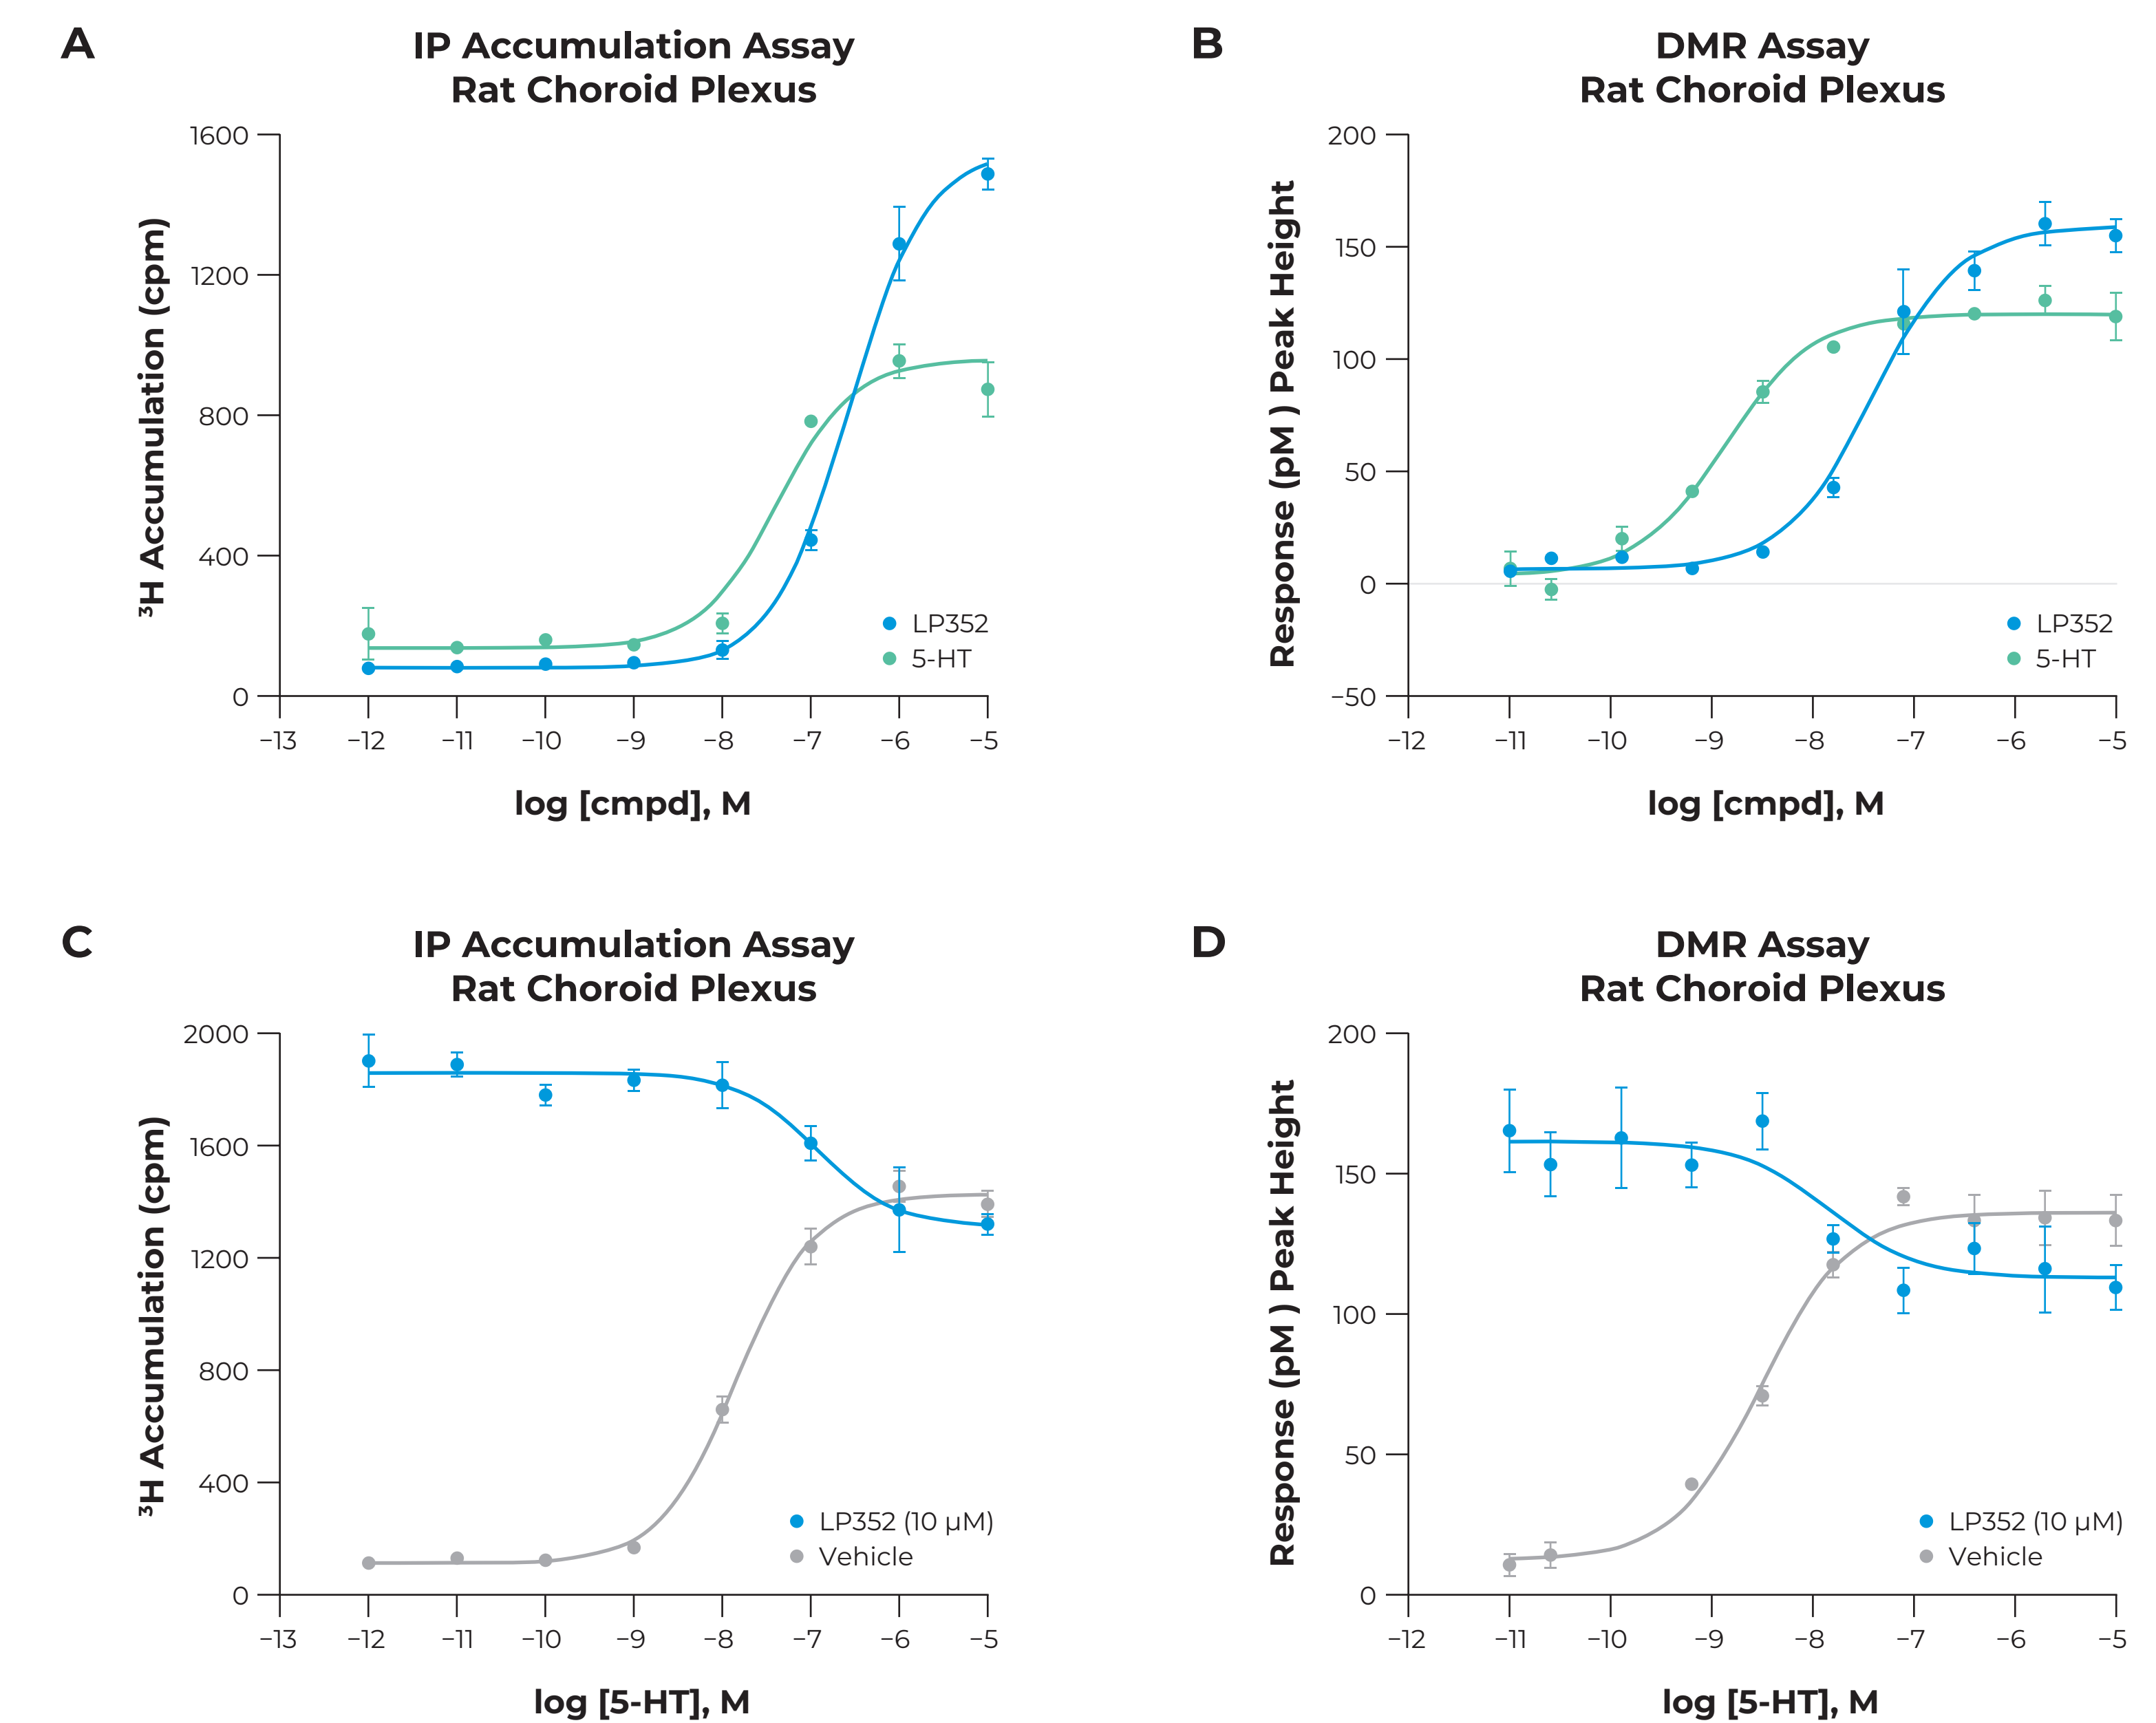 A
IP Accumulation Assay
Rat Choroid Plexus
³H Accumulation (cpm)
1600
1200
800
400
0
−13 −12 −11 −10 −9 −8 −7 −6 −5
log [cmpd], M
LP352
5-HT
B
DMR Assay
Rat Choroid Plexus
Response (pM ) Peak Height
200
150
100
50
0
−50
−12 −11 −10 −9 −8 −7 −6 −5
log [cmpd], M
LP352
5-HT
C
IP Accumulation Assay
Rat Choroid Plexus
³H Accumulation (cpm)
2000
1600
1200
800
400
0
−13 −12 −11 −10 −9 −8 −7 −6 −5
log [5-HT], M
LP352 (10 µM)
Vehicle
D
DMR Assay
Rat Choroid Plexus
Response (pM ) Peak Height
200
150
100
50
0
−12 −11 −10 −9 −8 −7 −6 −5
log [5-HT], M
LP352 (10 µM)
Vehicle